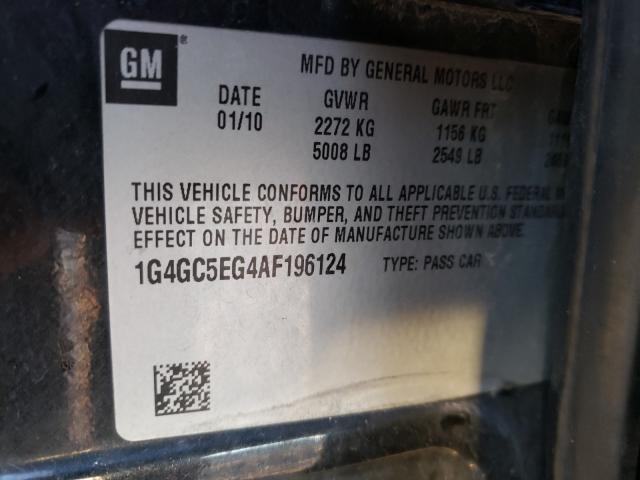 GM ®
MFD BY GENERAL MOTORS LLC
DATE GVWR GAWR FRT
01/10 2272 KG 1156 KG
5008 LB 2549 LB
THIS VEHICLE CONFORMS TO ALL APPLICABLE U.S. FEDERAL
VEHICLE SAFETY, BUMPER, AND THEFT PREVENTION STANDARDS
EFFECT ON THE DATE OF MANUFACTURE SHOWN ABOVE.
1G4GC5EG4AF196124 TYPE: PASS CAR